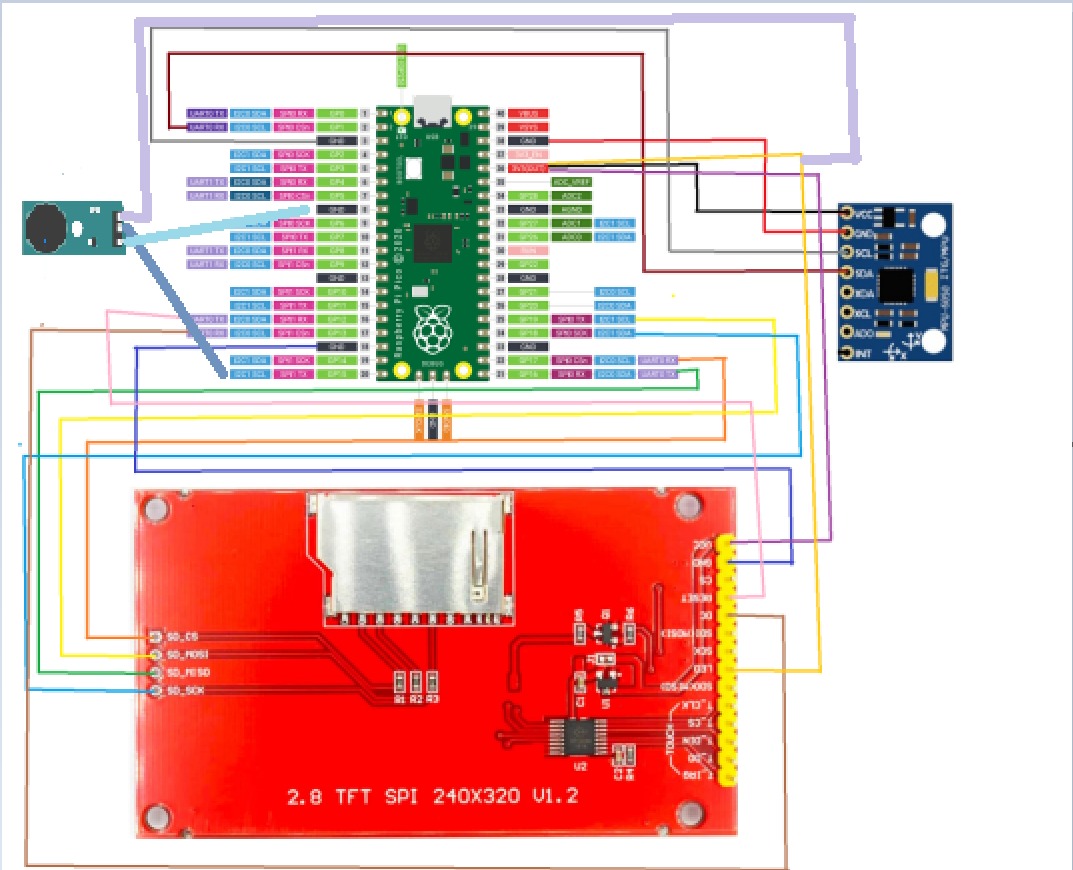 UART0 TX I2C0 SDA SPI0 RX GP0 1
UART0 RX I2C0 SCL SPI0 CSn GP1 2
GND 3
I2C1 SDA SPI0 SCK GP2 4
I2C1 SCL SPI0 TX GP3 5
UART1 TX I2C0 SDA SPI0 RX GP4 6
UART1 RX I2C0 SCL SPI0 CSn GP5 7
GND 8
GP6 9
GP7 10
UART1 TX I2C0 SDA SPI1 RX GP8 11
UART1 RX I2C0 SCL SPI1 CSn GP9 12
GND 13
I2C1 SDA SPI1 SCK GP10 14
I2C1 SCL SPI1 TX GP11 15
I2C0 SDA SPI1 RX GP12 16
I2C0 SCL SPI1 CSn GP13 17
GND 18
I2C1 SDA SPI1 SCK GP14 19
I2C1 SCL SPI1 TX GP15 20
Raspberry Pi Pico © 2020
BOOTSEL
USB
DEBUG
40 VBUS
39 VSYS
38 GND
37 3V3_EN
36 3V3(OUT)
35 ADC_VREF
34 GP28 ADC2
33 GND AGND
32 GP27 ADC1 I2C1 SCL
31 GP26 ADC0 I2C1 SDA
30 RUN
29 GP22
28 GND
27 GP21 I2C0 SCL
26 GP20 I2C0 SDA
25 GP19 SPI0 TX I2C1 SCL
24 GP18 SPI0 SCK I2C1 SDA
23 GND
22 GP17 SPI0 CSn I2C0 SCL UART0 RX
21 GP16 SPI0 RX I2C0 SDA UART0 TX
VCC
GND
SCL
SDA
XDA
XCL
ADO
INT
MPU-6050 ITG/MPU
X
Y
VCC
GND
CS
RESET
DC
SDI(MOSI)
SCK
LED
SDO(MISO)
T_CLK
T_CS
T_DIN
T_DO
T_IRQ
TOUCH
SD_CS
SD_MOSI
SD_MISO
SD_SCK
R1 R2 R3
R5
Q1
R6
C1
U2
R4
2.8 TFT SPI 240X320 V1.2